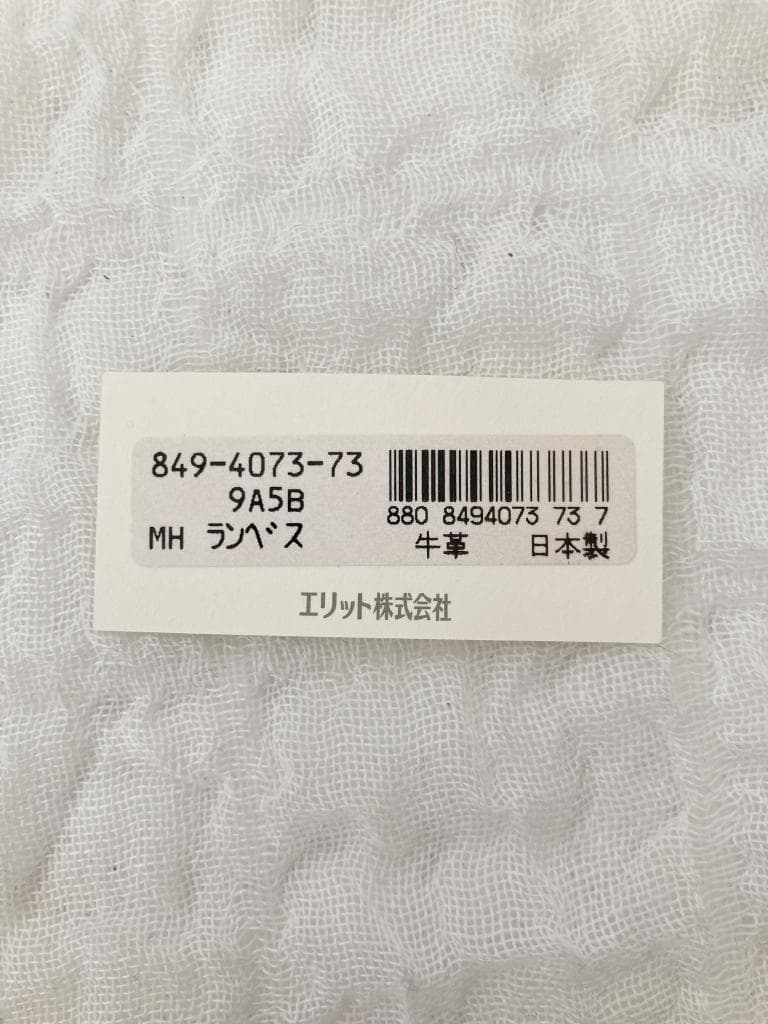 849-4073-73
9A5B
MH ランベス
880 8494073 73 7
牛革 日本製
エリット株式会社